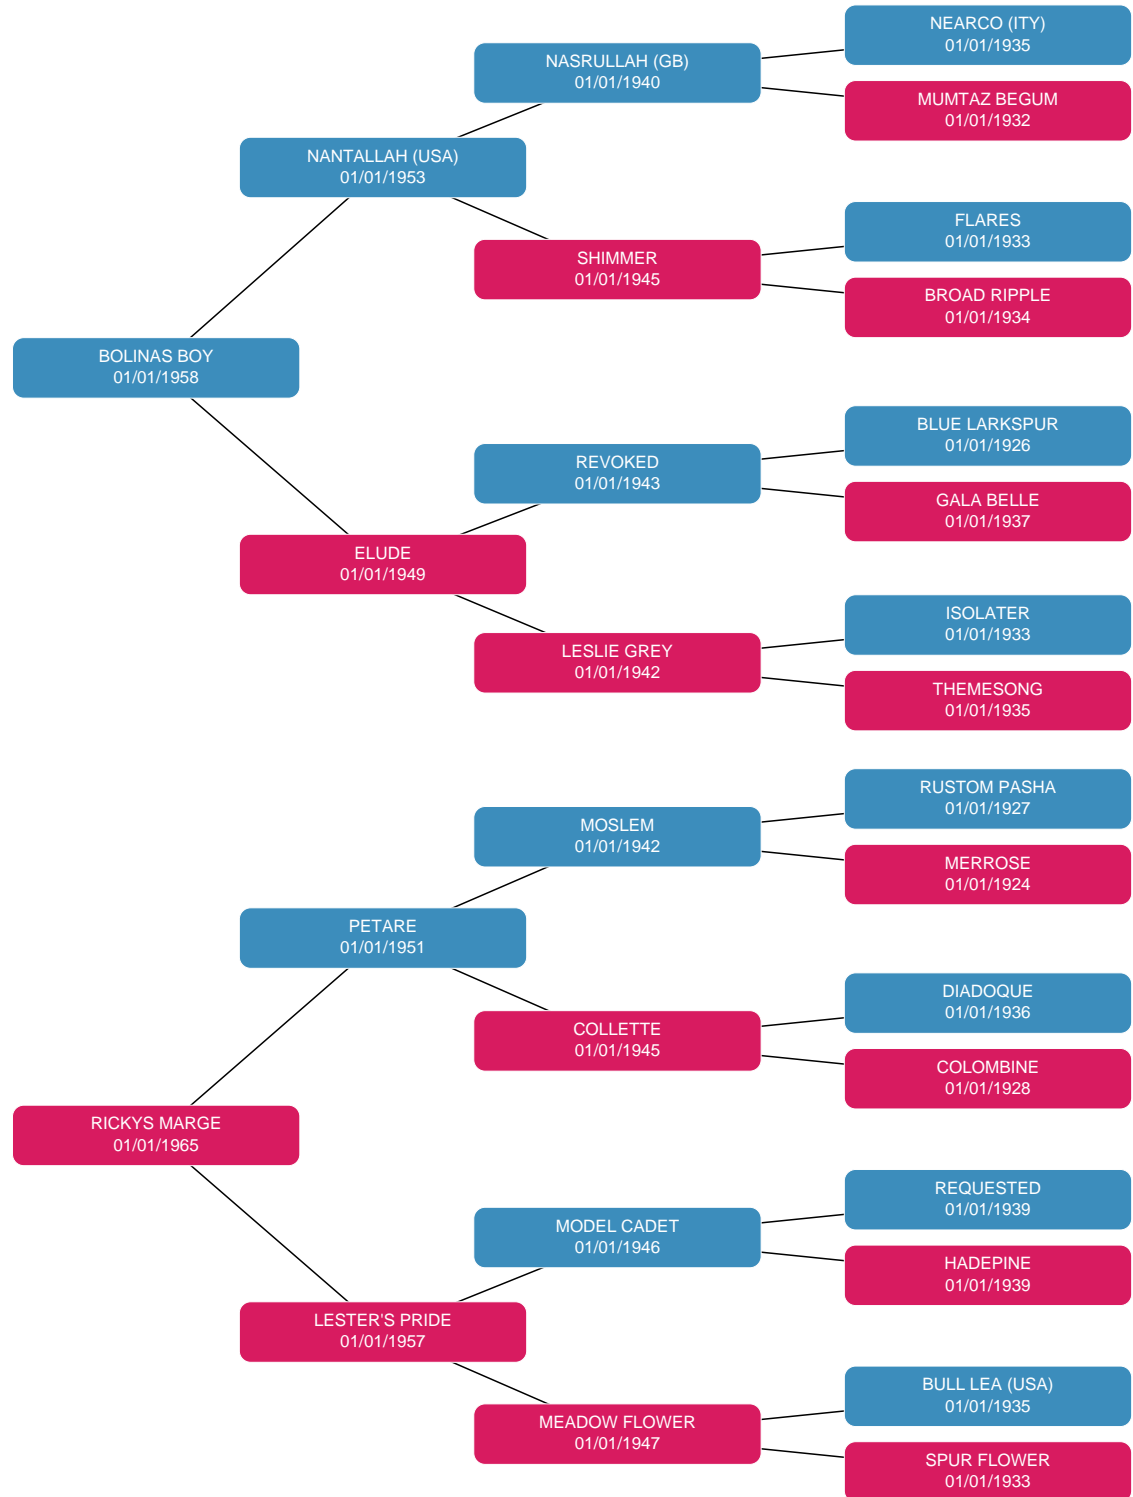 NEARCO (ITY)
01/01/1935
NASRULLAH (GB)
01/01/1940
MUMTAZ BEGUM
01/01/1932
NANTALLAH (USA)
01/01/1953
FLARES
01/01/1933
SHIMMER
01/01/1945
BROAD RIPPLE
01/01/1934
BOLINAS BOY
01/01/1958
BLUE LARKSPUR
01/01/1926
REVOKED
01/01/1943
GALA BELLE
01/01/1937
ELUDE
01/01/1949
ISOLATER
01/01/1933
LESLIE GREY
01/01/1942
THEMESONG
01/01/1935
RUSTOM PASHA
01/01/1927
MOSLEM
01/01/1942
MERROSE
01/01/1924
PETARE
01/01/1951
DIADOQUE
01/01/1936
COLLETTE
01/01/1945
COLOMBINE
01/01/1928
RICKYS MARGE
01/01/1965
REQUESTED
01/01/1939
MODEL CADET
01/01/1946
HADEPINE
01/01/1939
LESTER'S PRIDE
01/01/1957
BULL LEA (USA)
01/01/1935
MEADOW FLOWER
01/01/1947
SPUR FLOWER
01/01/1933